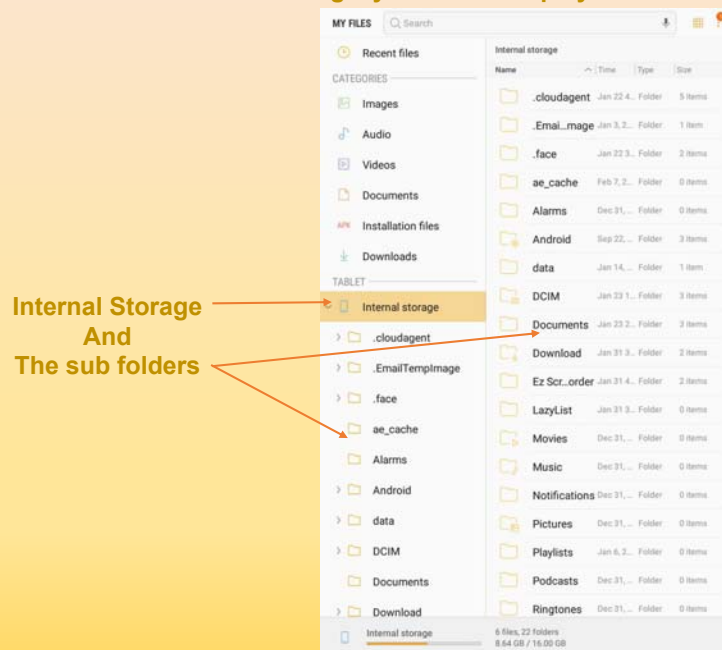 MY FILES Search
Recent files
CATEGORIES
Images
Audio
Videos
Documents
APK Installation files
Downloads
TABLET
Internal storage
.cloudagent
.EmailTempImage
.face
ae_cache
Alarms
Android
data
DCIM
Documents
Download
Internal storage
Internal storage
Name Time Type Size
.cloudagent Jan 22 4... Folder 5 items
.Emai...mage Jan 3, 2... Folder 1 item
.face Jan 22 3... Folder 2 items
ae_cache Feb 7, 2... Folder 0 items
Alarms Dec 31, ... Folder 0 items
Android Sep 22, ... Folder 3 items
data Jan 14, ... Folder 1 item
DCIM Jan 23 1... Folder 3 items
Documents Jan 23 2... Folder 3 items
Download Jan 31 3... Folder 2 items
Ez Scr...order Jan 31 4... Folder 2 items
LazyList Jan 31 3... Folder 0 items
Movies Dec 31, ... Folder 0 items
Music Dec 31, ... Folder 0 items
Notifications Dec 31, ... Folder 0 items
Pictures Dec 31, ... Folder 0 items
Playlists Jan 6, 2... Folder 0 items
Podcasts Dec 31, ... Folder 0 items
Ringtones Dec 31, ... Folder 0 items
6 files, 22 folders
8.64 GB / 16.00 GB
Internal Storage
And
The sub folders